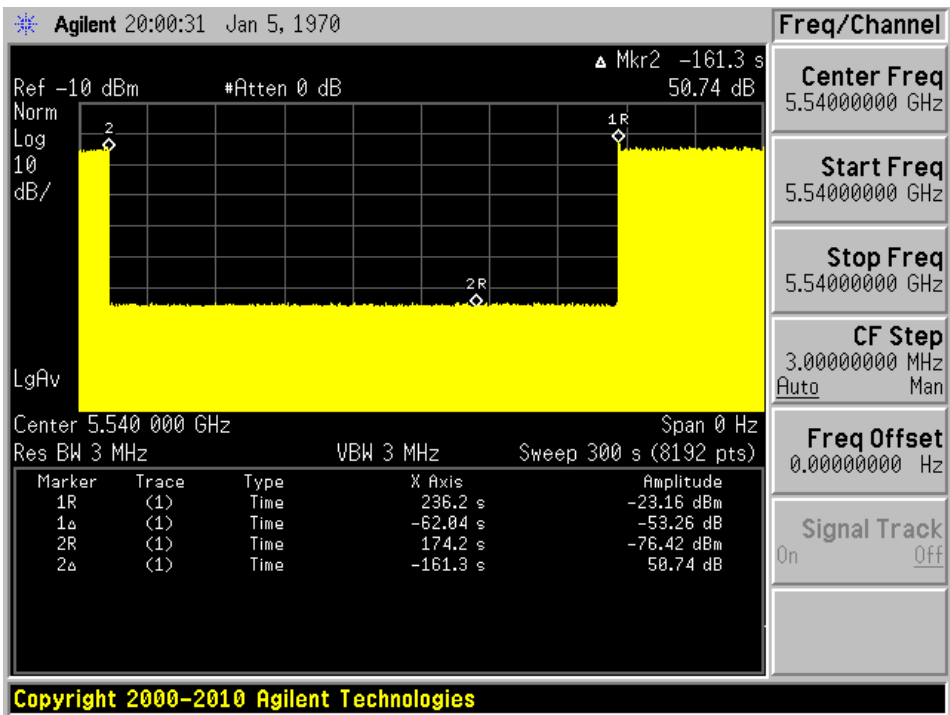 Agilent 20:00:31 Jan 5, 1970
Freq/Channel
Δ Mkr2 -161.3 s
Ref -10 dBm #Atten 0 dB 50.74 dB
Norm
Log
10
dB/
2
1R
2R
LgAv
Center 5.540 000 GHz Span 0 Hz
Res BW 3 MHz VBW 3 MHz Sweep 300 s (8192 pts)
Marker Trace Type X Axis Amplitude
1R (1) Time 236.2 s -23.16 dBm
1Δ (1) Time -62.04 s -53.26 dB
2R (1) Time 174.2 s -76.42 dBm
2Δ (1) Time -161.3 s 50.74 dB
Center Freq
5.54000000 GHz
Start Freq
5.54000000 GHz
Stop Freq
5.54000000 GHz
CF Step
3.00000000 MHz
Auto Man
Freq Offset
0.00000000 Hz
Signal Track
On Off
Copyright 2000-2010 Agilent Technologies